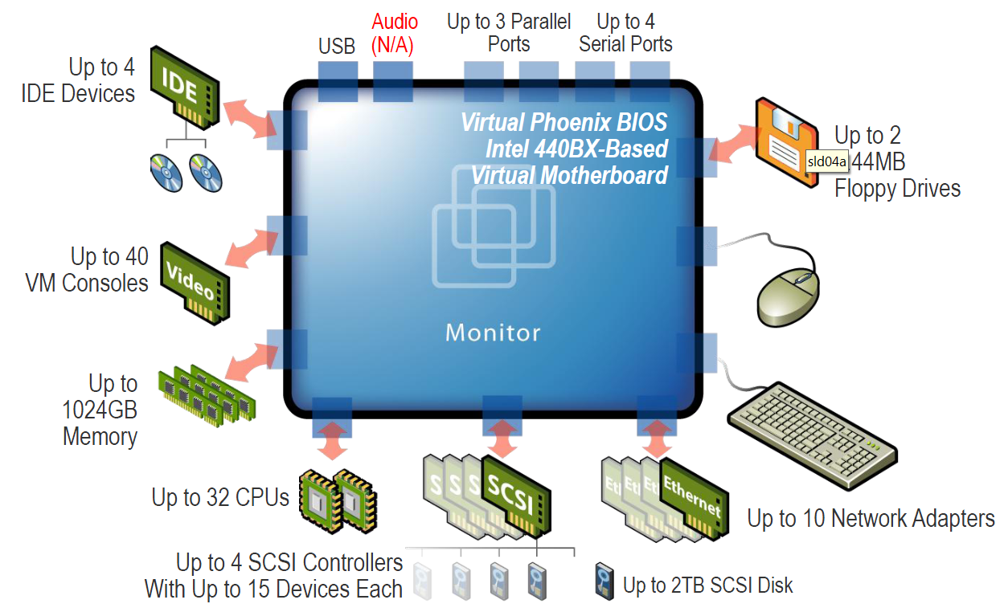 Audio
(N/A)
USB
Up to 3 Parallel
Ports
Up to 4
Serial Ports
Up to 4
IDE Devices
IDE
Virtual Phoenix BIOS
Intel 440BX-Based
Virtual Motherboard
Up to 2
sld04a
44MB
Floppy Drives
Up to 40
VM Consoles
Video
Monitor
Up to
1024GB
Memory
Up to 32 CPUs
S
S
S
SCSI
Eth
Eth
Eth
Ethernet
Up to 10 Network Adapters
Up to 4 SCSI Controllers
With Up to 15 Devices Each
Up to 2TB SCSI Disk